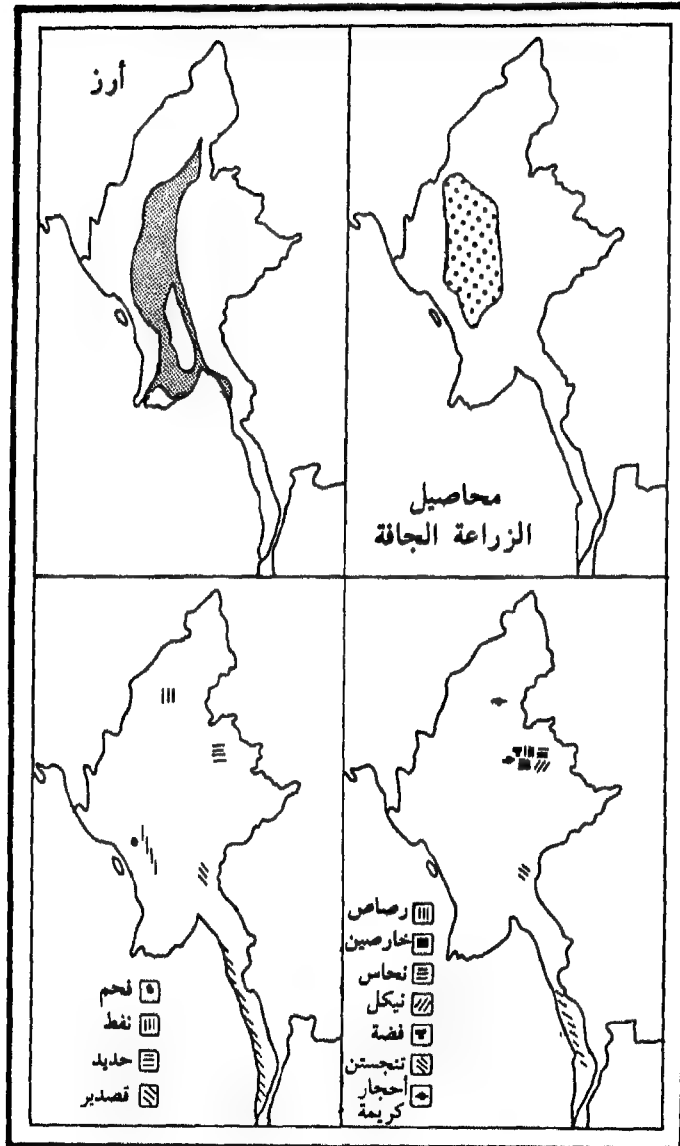 أرز
محاصيل
الزراعة الجافة
رصاص
خارصين
نحاس
نيكل
فضة
تنجستن
أحجار
كريمة
فحم
نفط
حديد
قصدير